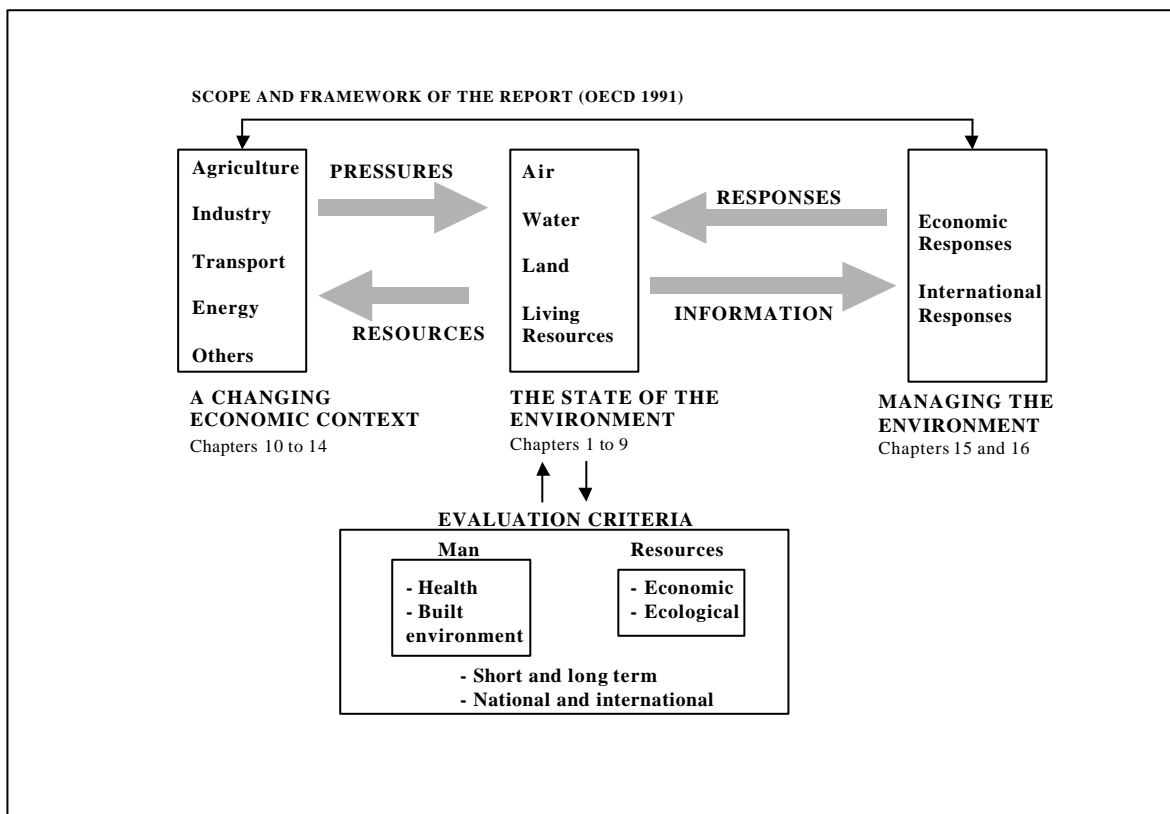 SCOPE AND FRAMEWORK OF THE REPORT (OECD 1991)
Agriculture
Industry
Transport
Energy
Others
PRESSURES
RESOURCES
Air
Water
Land
Living
Resources
RESPONSES
INFORMATION
Economic
Responses
International
Responses
A CHANGING
ECONOMIC CONTEXT
Chapters 10 to 14
THE STATE OF THE
ENVIRONMENT
Chapters 1 to 9
MANAGING THE
ENVIRONMENT
Chapters 15 and 16
EVALUATION CRITERIA
Man
- Health
- Built
environment
Resources
- Economic
- Ecological
- Short and long term
- National and international